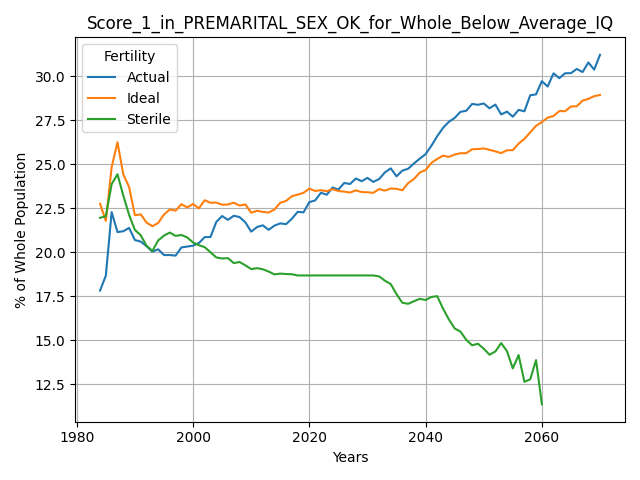 Score_1_in_PREMARITAL_SEX_OK_for_Whole_Below_Average_IQ
Fertility
Actual
Ideal
Sterile
% of Whole Population
30.0
27.5
25.0
22.5
20.0
17.5
15.0
12.5
1980
2000
2020
2040
2060
Years